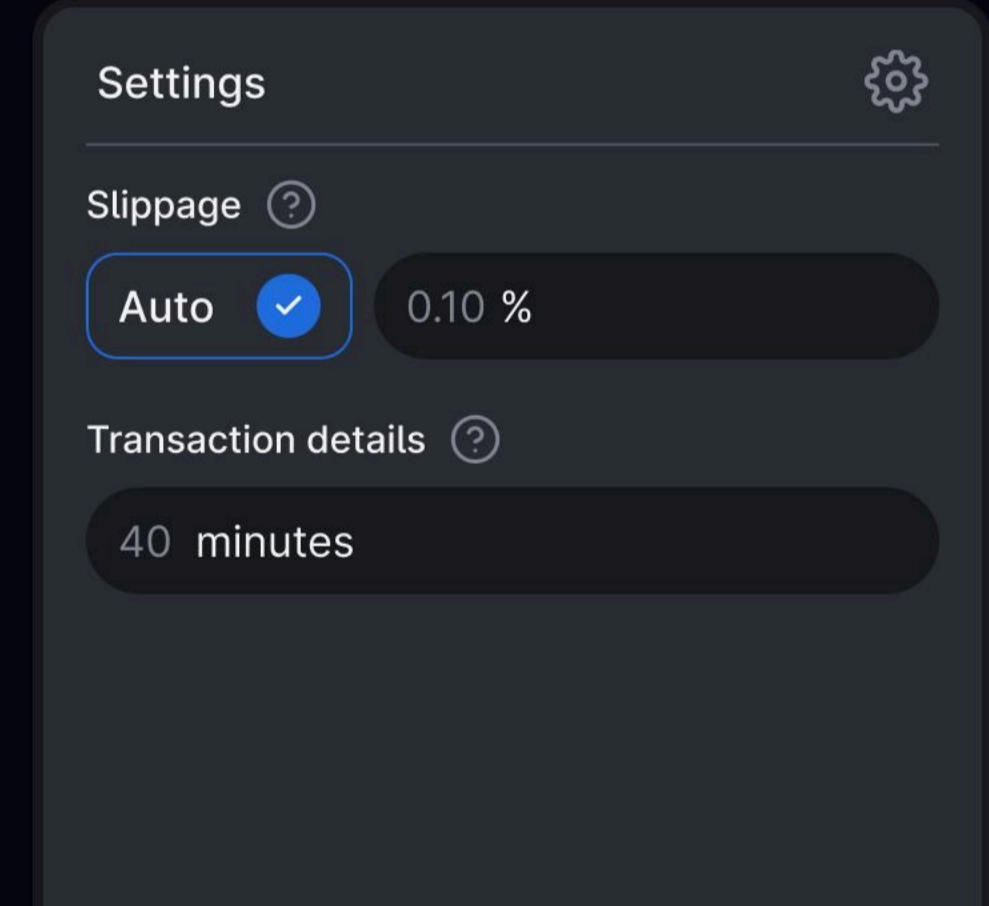 Settings
Slippage ?
Auto 0.10 %
Transaction details ?
40 minutes